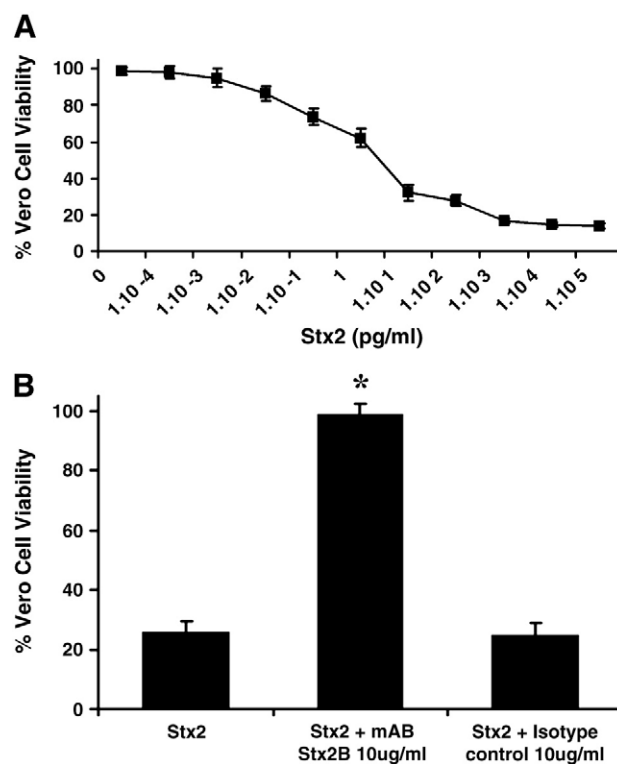 A
% Vero Cell Viability
100
80
60
40
20
0
0
1.10 -4
1.10 -3
1.10 -2
1.10 -1
1
1.10 1
1.10 2
1.10 3
1.10 4
1.10 5
Stx2 (pg/ml)
B
% Vero Cell Viability
100
80
60
40
20
0
*
Stx2
Stx2 + mAB
Stx2B 10ug/ml
Stx2 + Isotype
control 10ug/ml